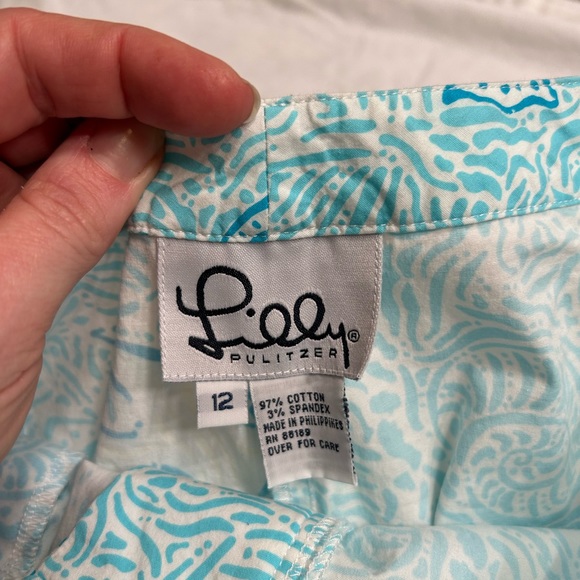 Lilly®
PULITZER
12
97% COTTON
3% SPANDEX
MADE IN PHILIPPINES
RN 88189
OVER FOR CARE